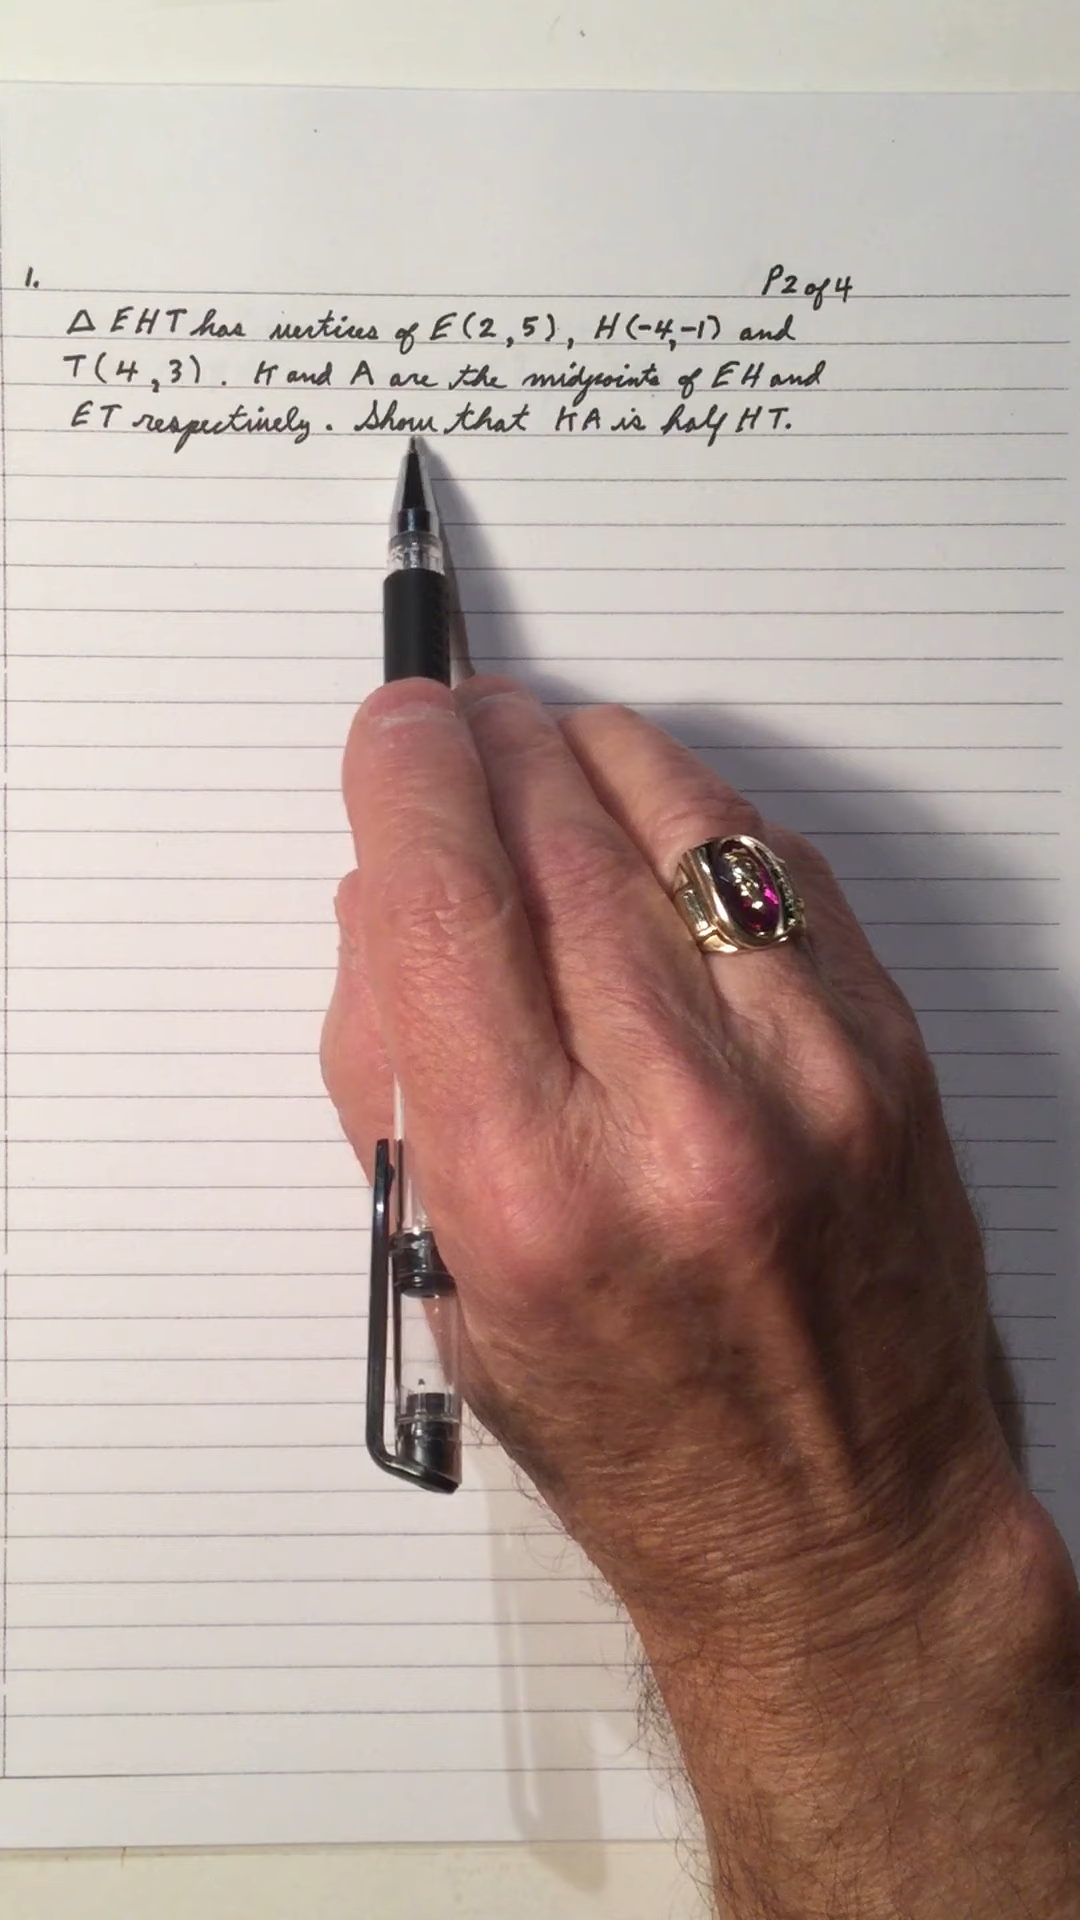 1.
P2 of 4
△ EHT has vertices of E(2,5), H(-4,-1) and
T(4,3). K and A are the midpoints of EH and
ET respectively. Show that KA is half HT.